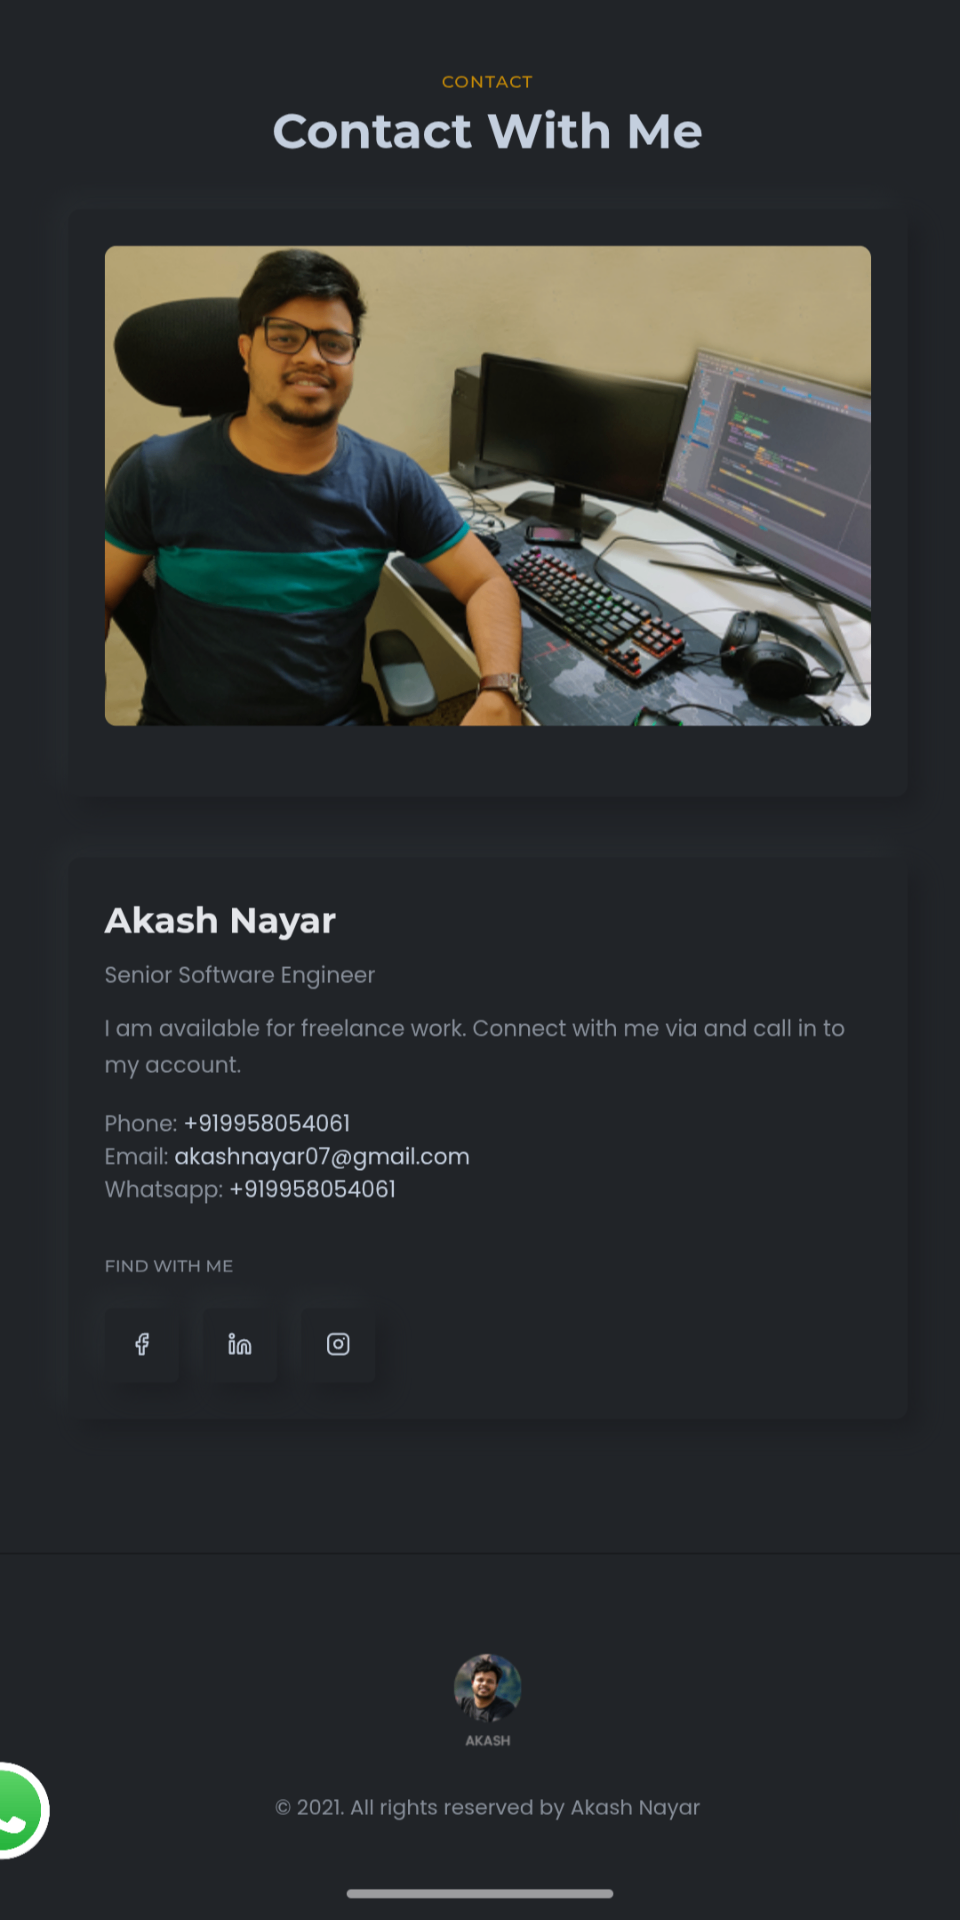 CONTACT
Contact With Me
Akash Nayar
Senior Software Engineer
I am available for freelance work. Connect with me via and call in to
my account.
Phone: +919958054061
Email: akashnayar07@gmail.com
Whatsapp: +919958054061
FIND WITH ME
AKASH
© 2021. All rights reserved by Akash Nayar